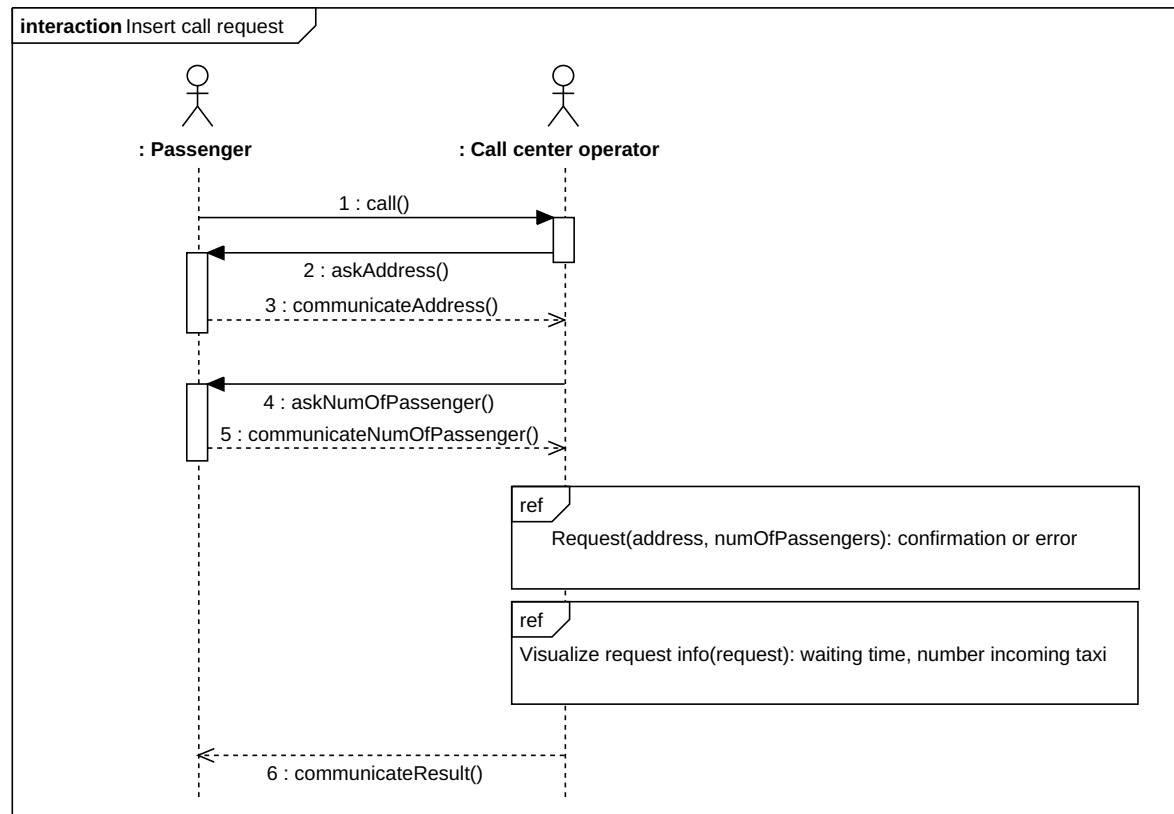 interaction Insert call request
: Passenger
: Call center operator
1 : call()
2 : askAddress()
3 : communicateAddress()
4 : askNumOfPassenger()
5 : communicateNumOfPassenger()
ref
Request(address, numOfPassengers): confirmation or error
ref
Visualize request info(request): waiting time, number incoming taxi
6 : communicateResult()